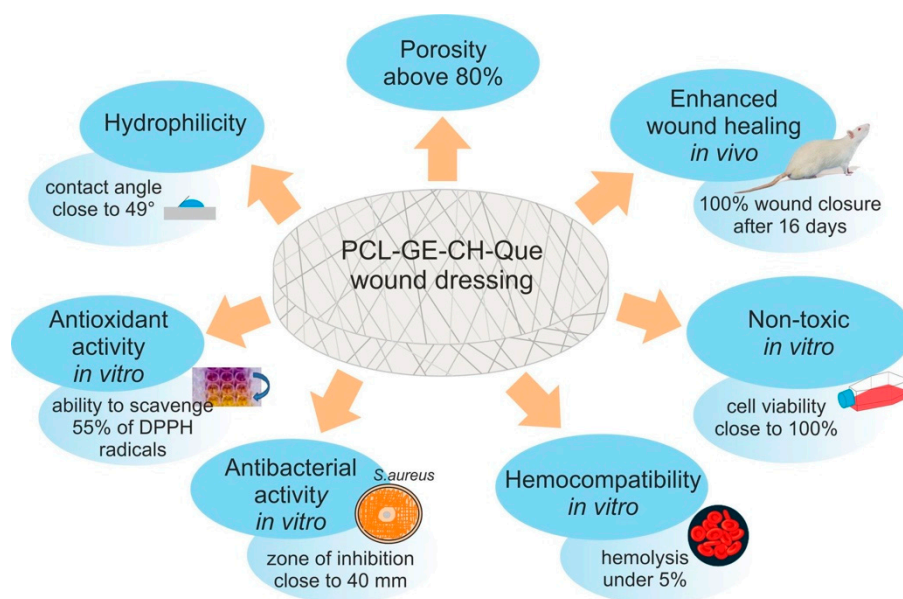 Porosity
above 80%
Hydrophilicity
contact angle
close to 49°
Enhanced
wound healing
in vivo
100% wound closure
after 16 days
PCL-GE-CH-Que
wound dressing
Antioxidant
activity
in vitro
ability to scavenge
55% of DPPH
radicals
Non-toxic
in vitro
cell viability
close to 100%
Antibacterial
activity
in vitro
S.aureus
zone of inhibition
close to 40 mm
Hemocompatibility
in vitro
hemolysis
under 5%